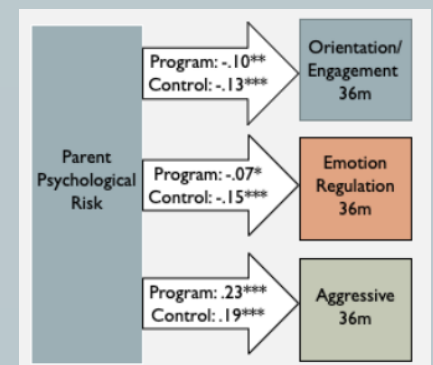 Parent
Psychological
Risk
Program: -.10**
Control: -.13***
Orientation/
Engagement
36m
Program: -.07*
Control: -.15***
Emotion
Regulation
36m
Program: .23***
Control: .19***
Aggressive
36m